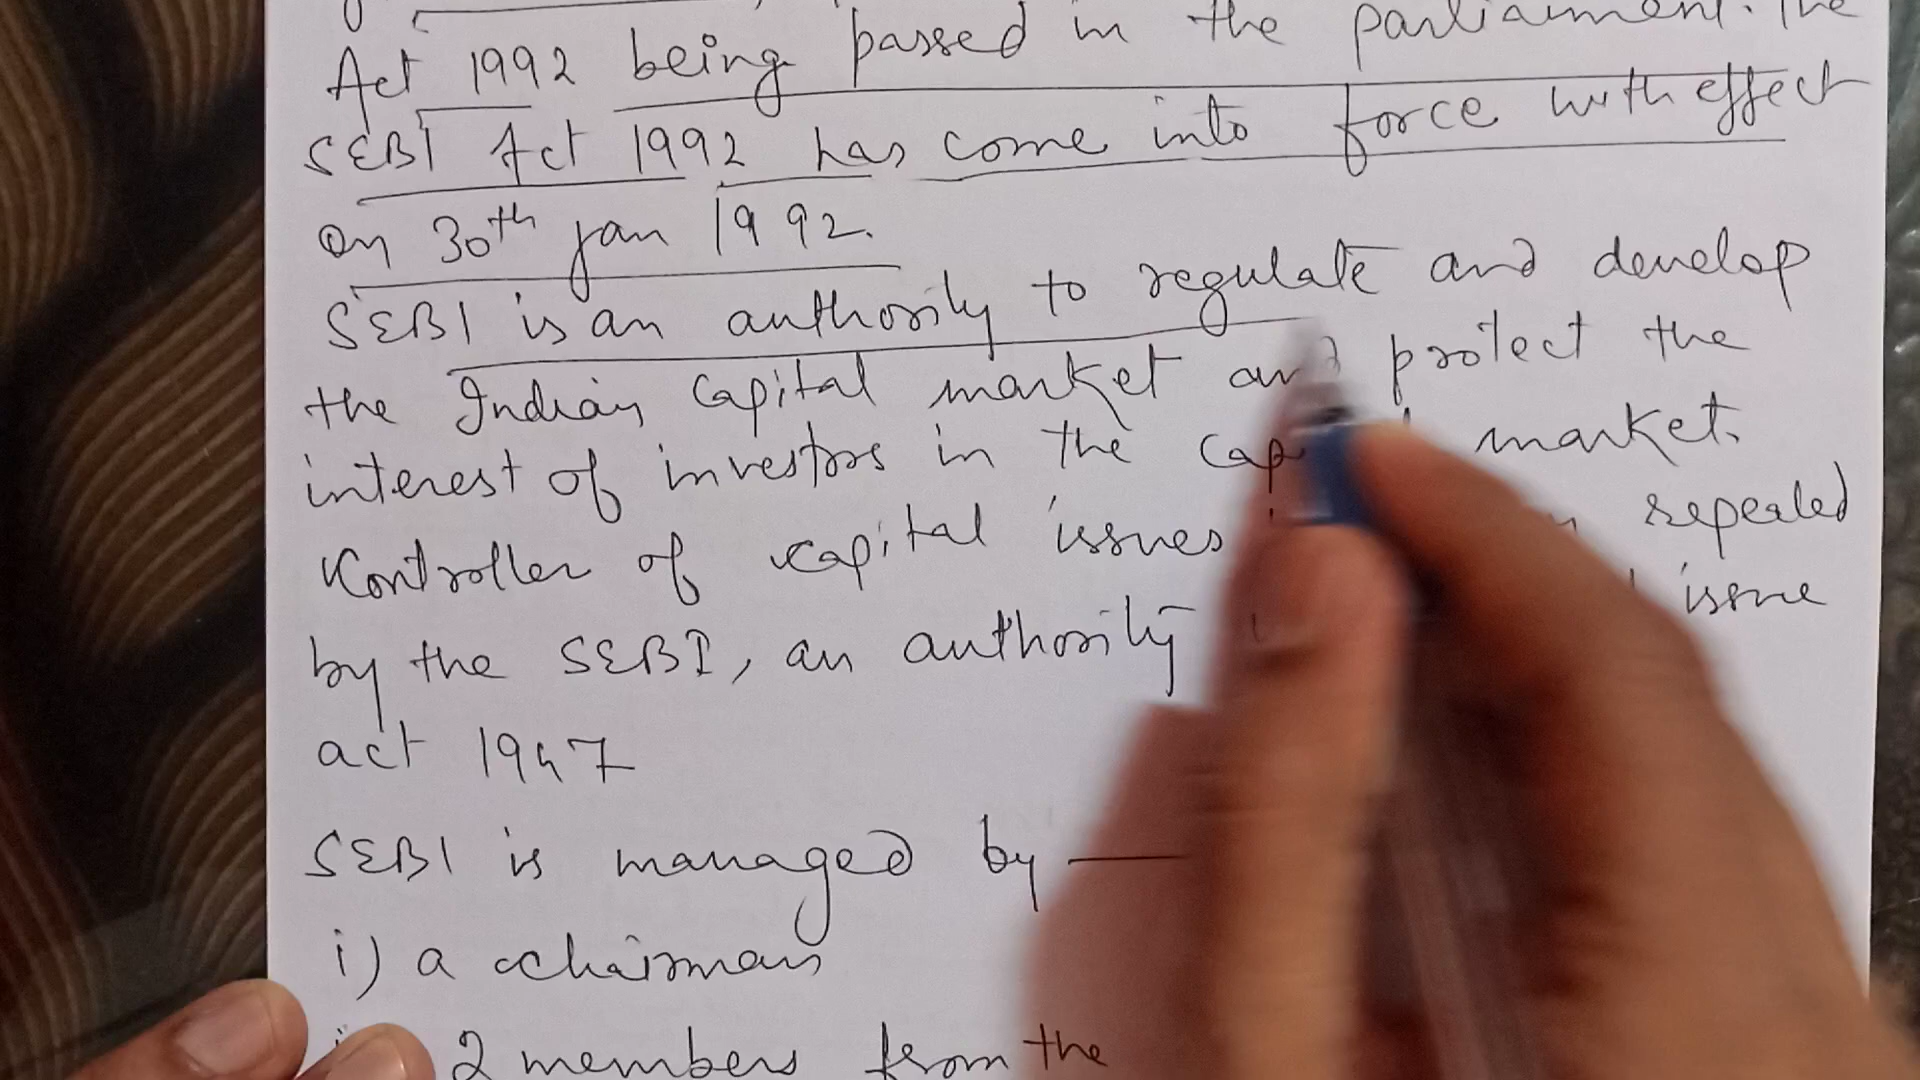 Act 1992 being passed in the parliament. The
SEBI Act 1992 has come into force with effect
on 30th jan 1992.
SEBI is an authority to regulate and develop
the Indian Capital market and protect the
interest of investors in the market.
Controller of capital issues repealed
by the SEBI, an authority issue
act 1947
SEBI is managed by —
i) a chairman
2 members from the